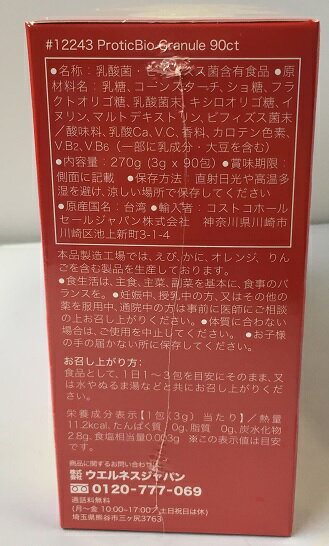 #12243 ProticBio Granule 90ct
●名称：乳酸菌・ビフィズス菌含有食品 ●原
材料名：乳糖、コーンスターチ、ショ糖、フラ
クトオリゴ糖、乳酸菌末、キシロオリゴ糖、イ
ヌリン、マルトデキストリン、ビフィズス菌末
／酸味料、乳酸Ca、V.C、香料、カロテン色素、
V.B2、V.B6（一部に乳成分・大豆を含む）
●内容量：270g（3g × 90包）●賞味期限：
側面に記載 ●保存方法 直射日光や高温多
湿を避け、涼しい場所で保存してください
●原産国名：台湾 ●輸入者：コストコホール
セールジャパン株式会社 神奈川県川崎市
川崎区池上新町3-1-4
本品製造工場では、えび、かに、オレンジ、りん
ごを含む製品を生産しております。
●食生活は、主食、主菜、副菜を基本に、食事のバ
ランスを。●妊娠中、授乳中の方、又はその他の
薬を服用中、通院中の方は事前に医師にご相談
の上お召し上がりください。●体質に合わない
場合は、ご使用を中止してください。●お子様
の手の届かない所に保存してください。
お召し上がり方：
食品として、1日1～3包を目安にそのまま、又
は水やぬるま湯などと共にお召し上がりくだ
さい。
栄養成分表示【1包（3g）当たり】／熱量
11.2kcal、たんぱく質 0g、脂質 0g、炭水化物
2.8g、食塩相当量0.003g ※この表示値は目安
です。
商品に関するお問い合わせ
株式会社 ウエルネスジャパン
0120-777-069
通話料無料
（月～金 10:00～17:00／土日祝祭日は休）
埼玉県熊谷市三ヶ尻3763